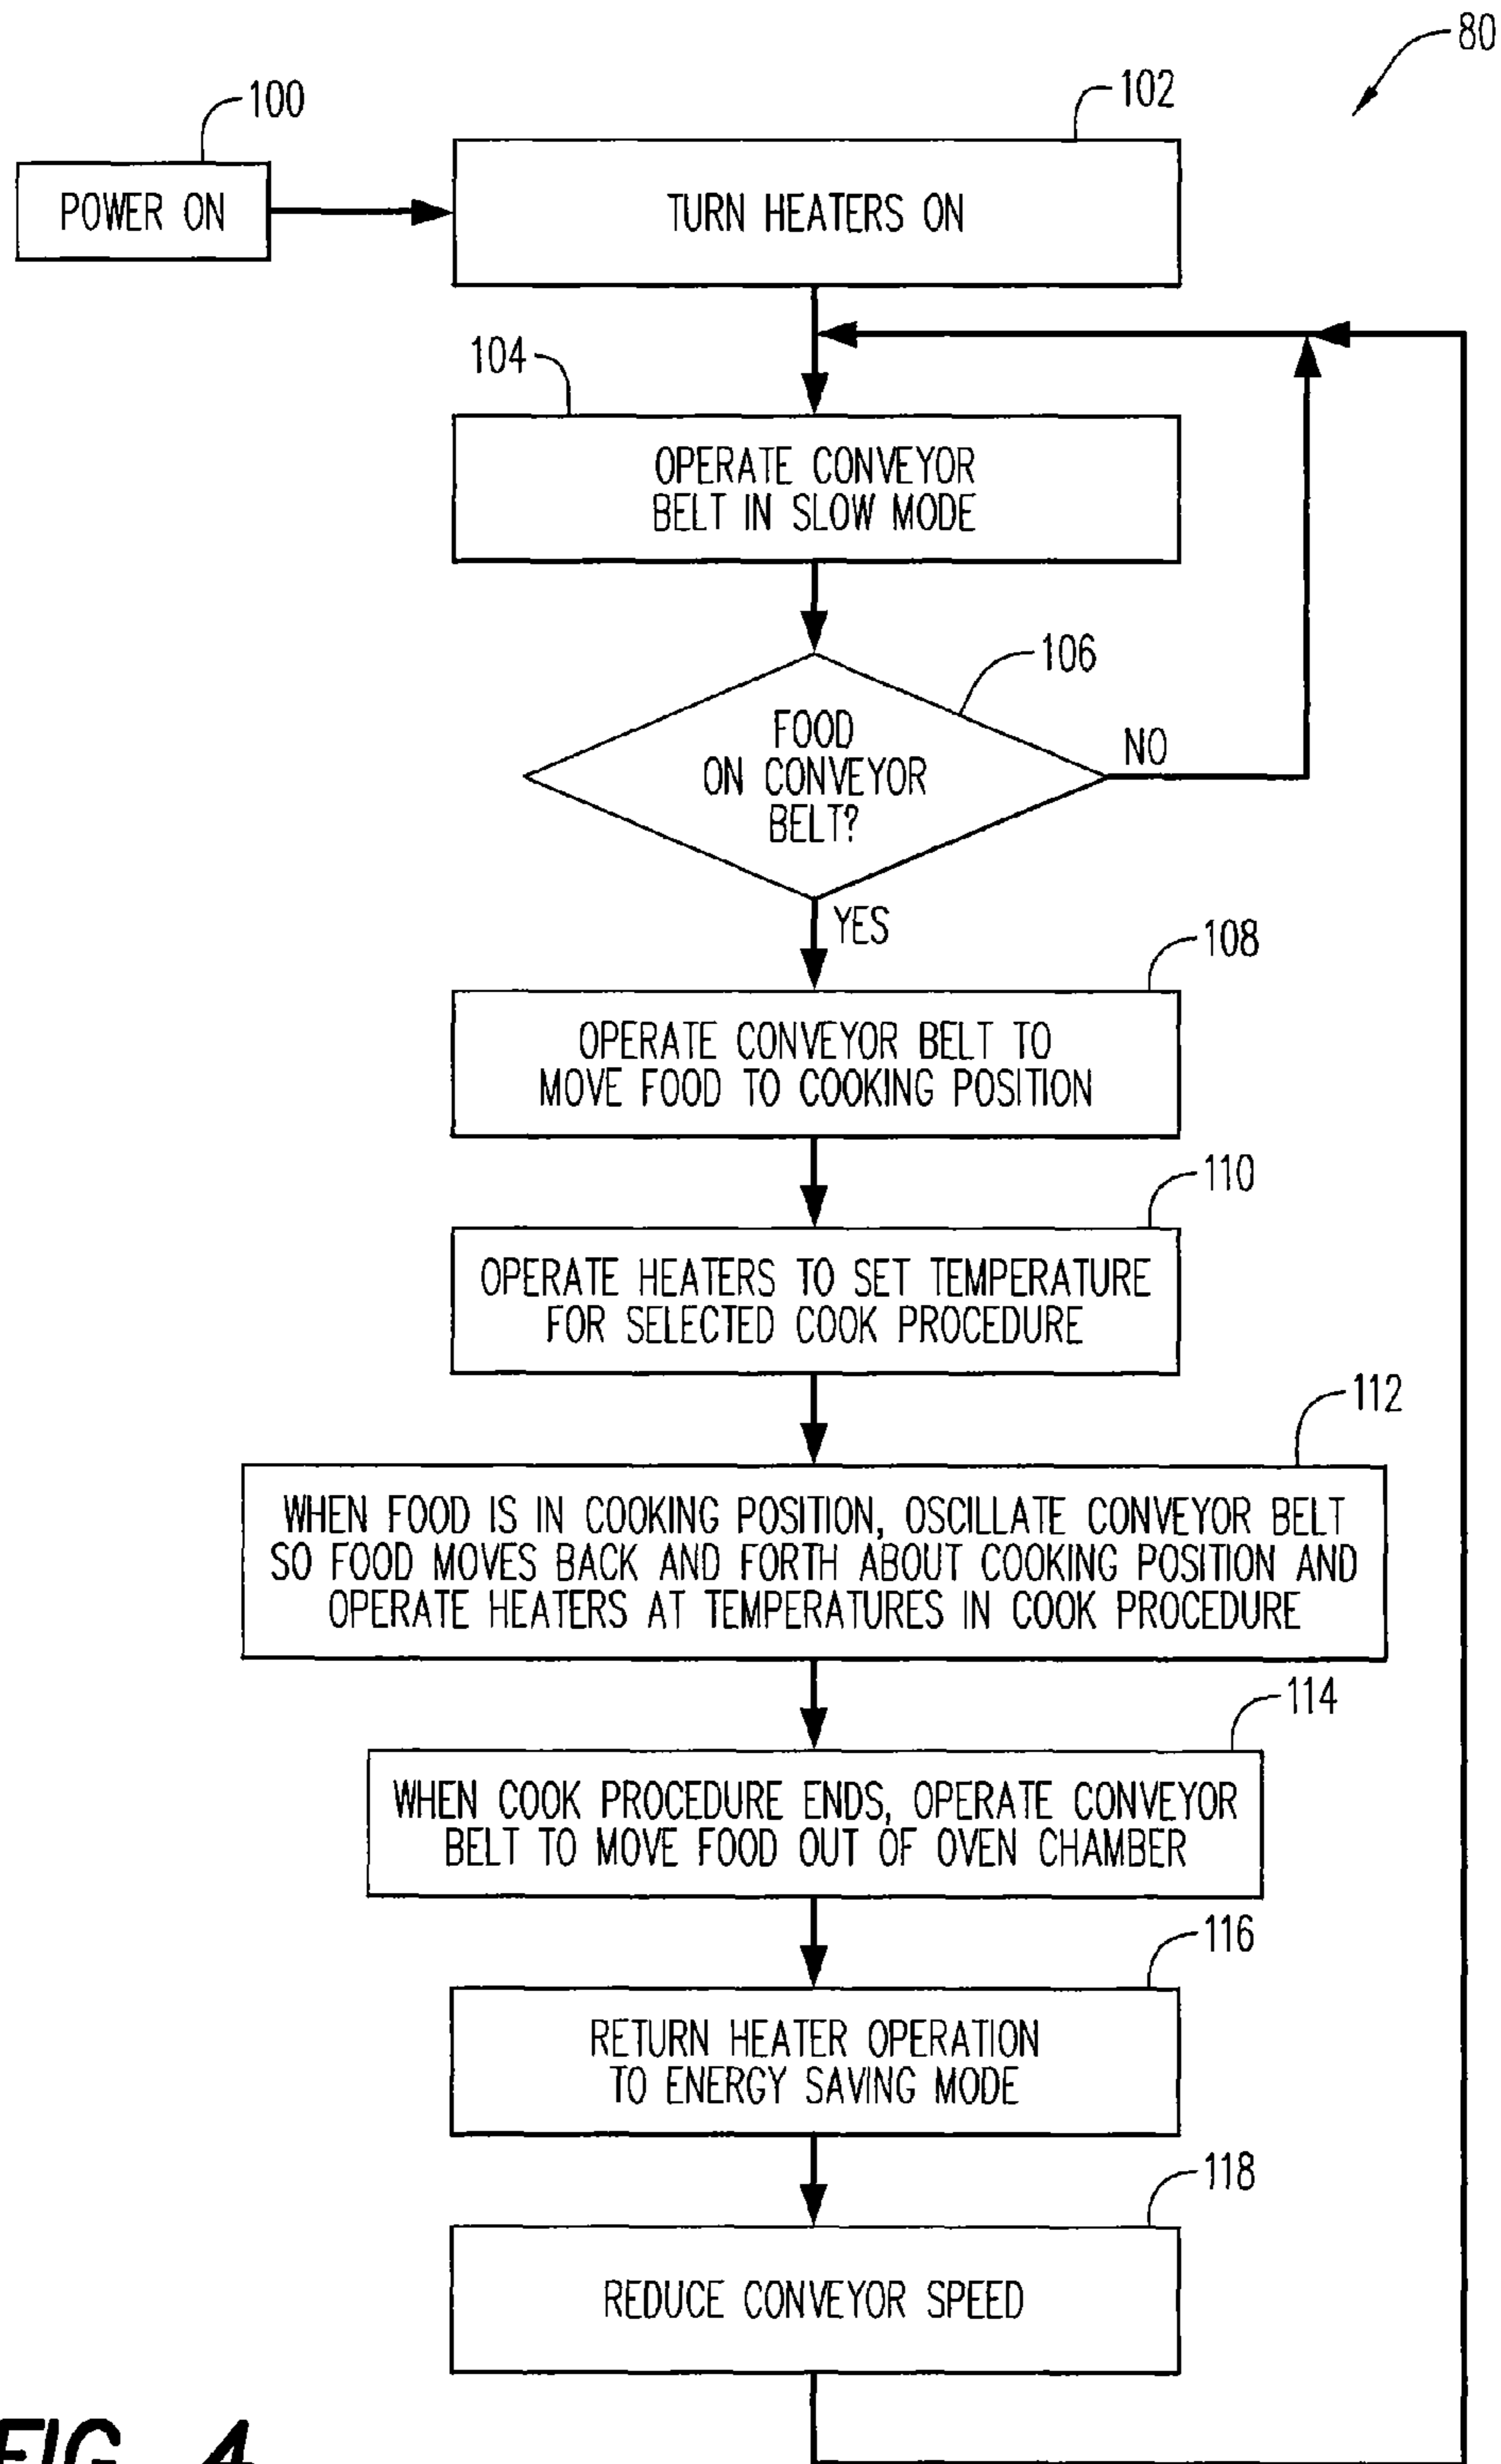 80
100
102
POWER ON
TURN HEATERS ON
104
OPERATE CONVEYOR
BELT IN SLOW MODE
106
FOOD
ON CONVEYOR
BELT?
NO
YES
108
OPERATE CONVEYOR BELT TO
MOVE FOOD TO COOKING POSITION
110
OPERATE HEATERS TO SET TEMPERATURE
FOR SELECTED COOK PROCEDURE
112
WHEN FOOD IS IN COOKING POSITION, OSCILLATE CONVEYOR BELT
SO FOOD MOVES BACK AND FORTH ABOUT COOKING POSITION AND
OPERATE HEATERS AT TEMPERATURES IN COOK PROCEDURE
114
WHEN COOK PROCEDURE ENDS, OPERATE CONVEYOR
BELT TO MOVE FOOD OUT OF OVEN CHAMBER
116
RETURN HEATER OPERATION
TO ENERGY SAVING MODE
118
REDUCE CONVEYOR SPEED
FIG. 4